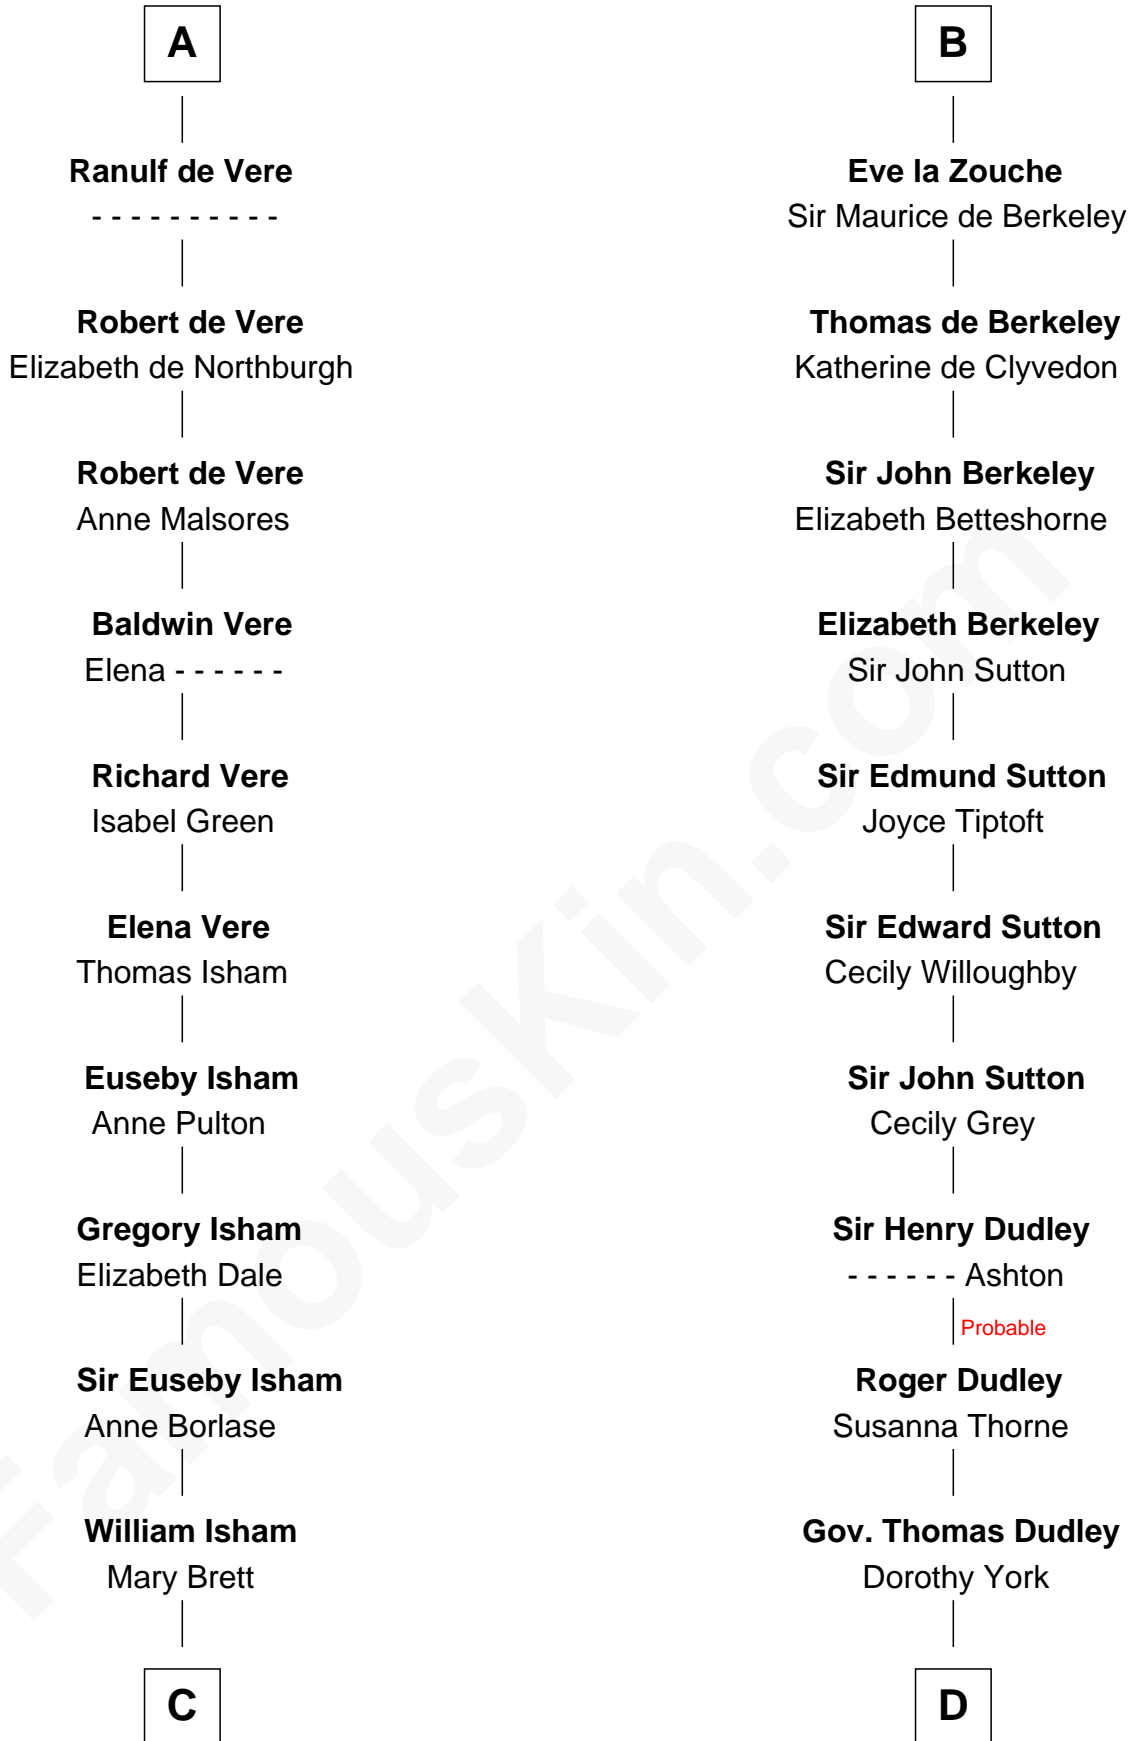 A
Ranulf de Vere
- - - - - - - - - -
Robert de Vere
Elizabeth de Northburgh
Robert de Vere
Anne Malsores
Baldwin Vere
Elena - - - - - -
Richard Vere
Isabel Green
Elena Vere
Thomas Isham
Euseby Isham
Anne Pulton
Gregory Isham
Elizabeth Dale
Sir Euseby Isham
Anne Borlase
William Isham
Mary Brett
C
B
Eve la Zouche
Sir Maurice de Berkeley
Thomas de Berkeley
Katherine de Clyvedon
Sir John Berkeley
Elizabeth Betteshorne
Elizabeth Berkeley
Sir John Sutton
Sir Edmund Sutton
Joyce Tiptoft
Sir Edward Sutton
Cecily Willoughby
Sir John Sutton
Cecily Grey
Sir Henry Dudley
- - - - - - Ashton
Probable
Roger Dudley
Susanna Thorne
Gov. Thomas Dudley
Dorothy York
D
FamousKin.com